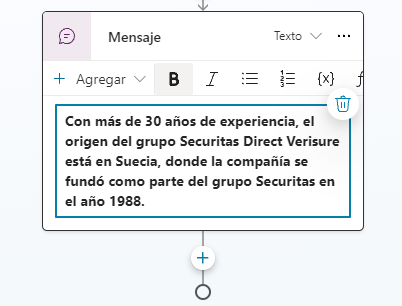 Mensaje
Texto
Agregar
B
I
{x}
Con más de 30 años de experiencia, el
origen del grupo Securitas Direct Verisure
está en Suecia, donde la compañía se
fundó como parte del grupo Securitas en
el año 1988.